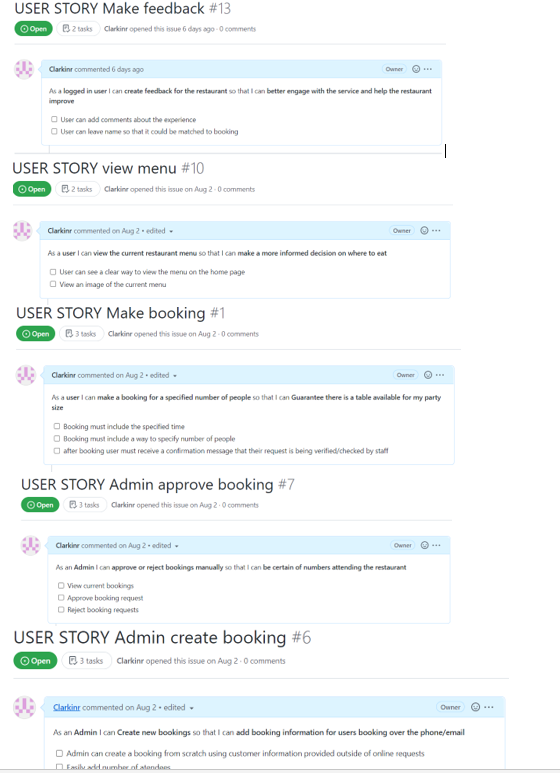 USER STORY Make feedback #13
Open 2 tasks Clarkinr opened this issue 6 days ago · 0 comments
Clarkinr commented 6 days ago Owner
As a logged in user I can create feedback for the restaurant so that I can better engage with the service and help the restaurant
improve
User can add comments about the experience
User can leave name so that it could be matched to booking
USER STORY view menu #10
Open 2 tasks Clarkinr opened this issue on Aug 2 · 0 comments
Clarkinr commented on Aug 2 • edited Owner
As a user I can view the current restaurant menu so that I can make a more informed decision on where to eat
User can see a clear way to view the menu on the home page
View an image of the current menu
USER STORY Make booking #1
Open 3 tasks Clarkinr opened this issue on Aug 2 · 0 comments
Clarkinr commented on Aug 2 • edited Owner
As a user I can make a booking for a specified number of people so that I can Guarantee there is a table available for my party
size
Booking must include the specified time
Booking must include a way to specify number of people
after booking user must receive a confirmation message that their request is being verified/checked by staff
USER STORY Admin approve booking #7
Open 3 tasks Clarkinr opened this issue on Aug 2 · 0 comments
Clarkinr commented on Aug 2 • edited Owner
As an Admin I can approve or reject bookings manually so that I can be certain of numbers attending the restaurant
View current bookings
Approve booking request
Reject booking requests
USER STORY Admin create booking #6
Open 3 tasks Clarkinr opened this issue on Aug 2 · 0 comments
Clarkinr commented on Aug 2 • edited Owner
As an Admin I can Create new bookings so that I can add booking information for users booking over the phone/email
Admin can create a booking from scratch using customer information provided outside of online requests
Easily add number of atendees